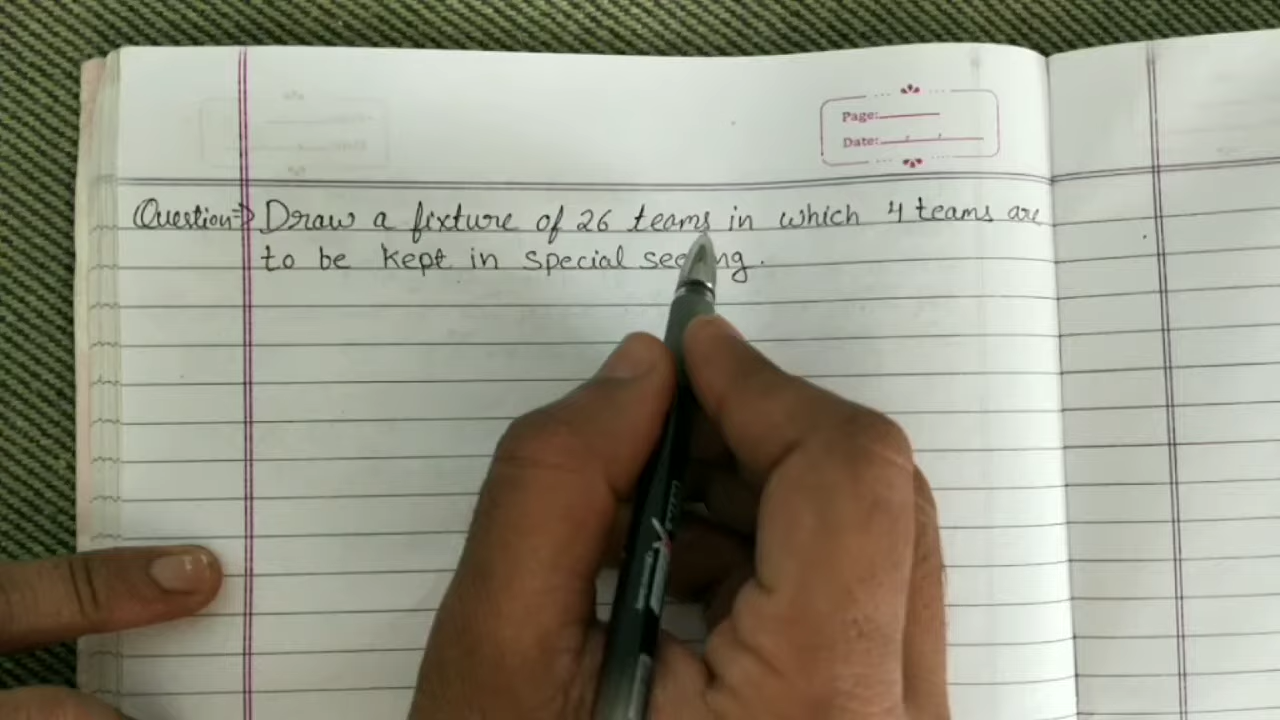 Page:
Date:
Question⇒ Draw a fixture of 26 teams in which 4 teams are
to be kept in special